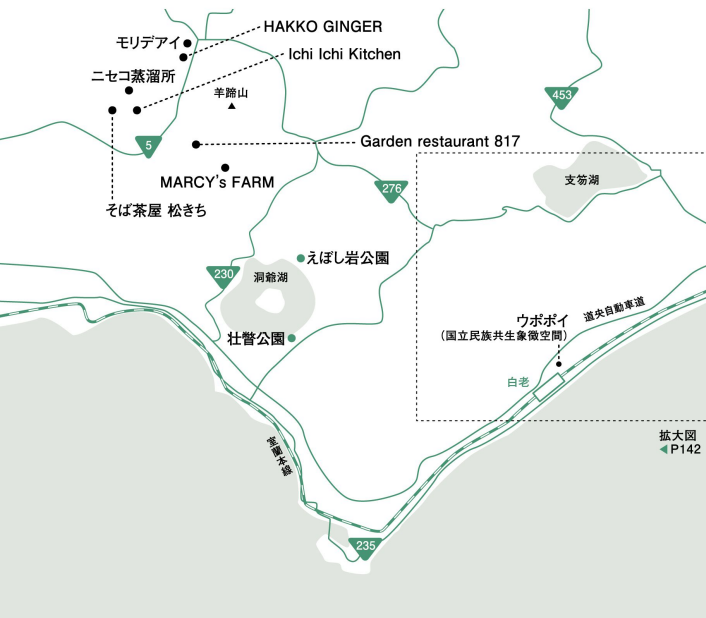 HAKKO GINGER
モリデアイ
Ichi Ichi Kitchen
ニセコ蒸溜所
羊蹄山
453
5
Garden restaurant 817
支笏湖
MARCY's FARM
276
そば茶屋 松きち
えぼし岩公園
230
洞爺湖
道央自動車道
ウポポイ
(国立民族共生象徴空間)
壮瞥公園
白老
拡大図
P142
室蘭本線
235